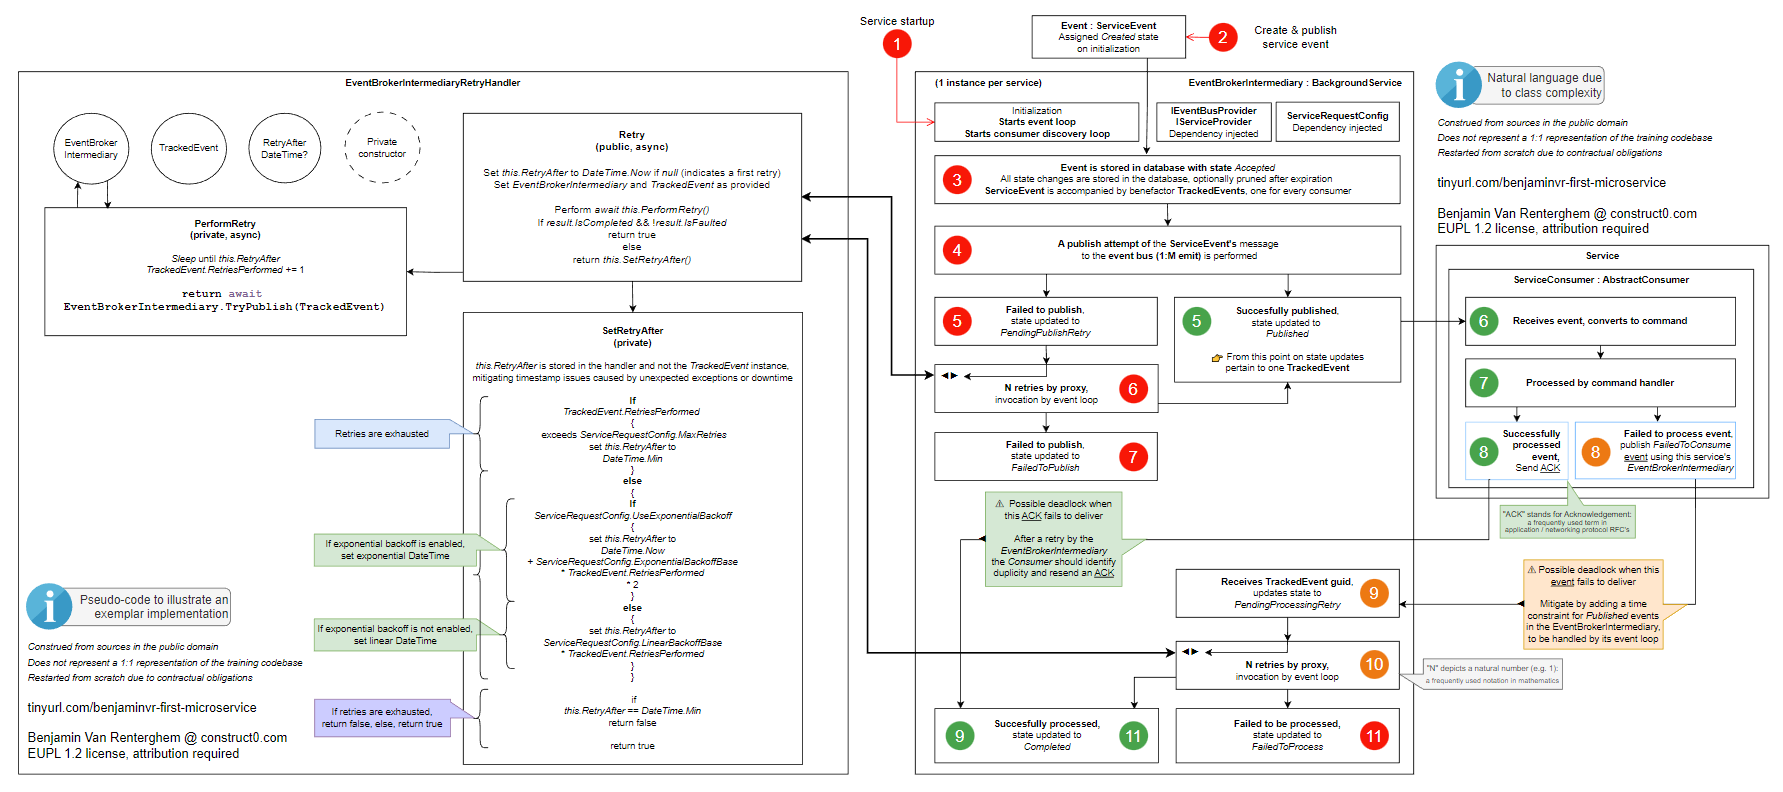 Service startup
1
Event : ServiceEvent
Assigned Created state
on initialization
2
Create & publish
service event
EventBrokerIntermediaryRetryHandler
EventBroker
Intermediary
TrackedEvent
RetryAfter
DateTime?
Private
constructor
PerformRetry
(private, async)
Sleep until this.RetryAfter
TrackedEvent.RetriesPerformed += 1
return await
EventBrokerIntermediary.TryPublish(TrackedEvent)
Retry
(public, async)
Set this.RetryAfter to DateTime.Now if null (indicates a first retry)
Set EventBrokerIntermediary and TrackedEvent as provided
Perform await this.PerformRetry()
If result.IsCompleted && !result.IsFaulted
return true
else
return this.SetRetryAfter()
SetRetryAfter
(private)
this.RetryAfter is stored in the handler and not the TrackedEvent instance,
mitigating timestamp issues caused by unexpected exceptions or downtime
If
TrackedEvent.RetriesPerformed
{
exceeds ServiceRequestConfig.MaxRetries
set this.RetryAfter to
DateTime.Min
}
else
{
If
ServiceRequestConfig.UseExponentialBackoff
{
set this.RetryAfter to
DateTime.Now
+ ServiceRequestConfig.ExponentialBackoffBase
* TrackedEvent.RetriesPerformed
* 2
}
else
{
set this.RetryAfter to
ServiceRequestConfig.LinearBackoffBase
* TrackedEvent.RetriesPerformed
}
}
if
this.RetryAfter == DateTime.Min
return false
return true
Retries are exhausted
If exponential backoff is enabled,
set exponential DateTime
If exponential backoff is not enabled,
set linear DateTime
If retries are exhausted,
return false, else, return true
i
Pseudo-code to illustrate an
exemplar implementation
Construed from sources in the public domain
Does not represent a 1:1 representation of the training codebase
Restarted from scratch due to contractual obligations
tinyurl.com/benjaminvr-first-microservice
Benjamin Van Renterghem @ construct0.com
EUPL 1.2 license, attribution required
(1 instance per service)
EventBrokerIntermediary : BackgroundService
Initialization
Starts event loop
Starts consumer discovery loop
IEventBusProvider
IServiceProvider
Dependency injected
ServiceRequestConfig
Dependency injected
3
Event is stored in database with state Accepted
All state changes are stored in the database, optionally pruned after expiration
ServiceEvent is accompanied by benefactor TrackedEvents, one for every consumer
4
A publish attempt of the ServiceEvent's message
to the event bus (1:M emit) is performed
5
Failed to publish,
state updated to
PendingPublishRetry
5
Succesfully published,
state updated to
Published
👉 From this point on state updates
pertain to one TrackedEvent
N retries by proxy,
invocation by event loop
6
Failed to publish,
state updated to
FailedToPublish
7
⚠ Possible deadlock when
this ACK fails to deliver
After a retry by the
EventBrokerIntermediary
the Consumer should identify
duplicity and resend an ACK
Receives TrackedEvent guid,
updates state to
PendingProcessingRetry
9
N retries by proxy,
invocation by event loop
10
9
Succesfully processed,
state updated to
Completed
11
Failed to be processed,
state updated to
FailedToProcess
11
i
Natural language due
to class complexity
Construed from sources in the public domain
Does not represent a 1:1 representation of the training codebase
Restarted from scratch due to contractual obligations
tinyurl.com/benjaminvr-first-microservice
Benjamin Van Renterghem @ construct0.com
EUPL 1.2 license, attribution required
Service
ServiceConsumer : AbstractConsumer
6
Receives event, converts to command
7
Processed by command handler
8
Successfully
processed
event,
Send ACK
8
Failed to process event,
publish FailedToConsume
event using this service's
EventBrokerIntermediary
"ACK" stands for Acknowledgement:
a frequently used term in
application / networking protocol RFC's
⚠ Possible deadlock when this
event fails to deliver
Mitigate by adding a time
constraint for Published events
in the EventBrokerIntermediary,
to be handled by its event loop
"N" depicts a natural number (e.g. 1):
a frequently used notation in mathematics